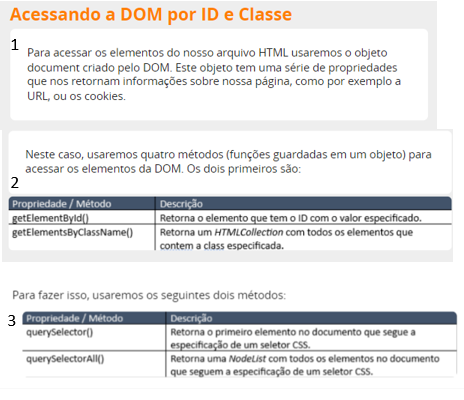 Acessando a DOM por ID e Classe
1
Para acessar os elementos do nosso arquivo HTML usaremos o objeto
document criado pelo DOM. Este objeto tem uma série de propriedades
que nos retornam informações sobre nossa página, como por exemplo a
URL, ou os cookies.
Neste caso, usaremos quatro métodos (funções guardadas em um objeto) para
acessar os elementos da DOM. Os dois primeiros são:
2
Propriedade / Método Descrição
getElementById() Retorna o elemento que tem o ID com o valor especificado.
getElementsByClassName() Retorna um HTMLCollection com todos os elementos que
contem a class especificada.
Para fazer isso, usaremos os seguintes dois métodos:
3
Propriedade / Método Descrição
querySelector() Retorna o primeiro elemento no documento que segue a
especificação de um seletor CSS.
querySelectorAll() Retorna uma NodeList com todos os elementos no documento
que seguem a especificação de um seletor CSS.